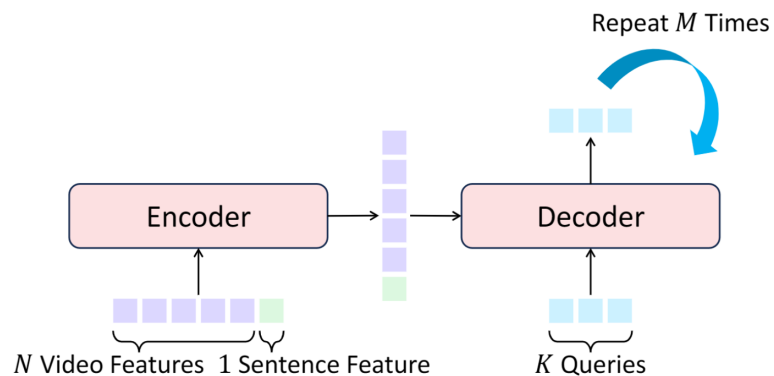 Repeat M Times
Encoder
Decoder
N Video Features 1 Sentence Feature
K Queries